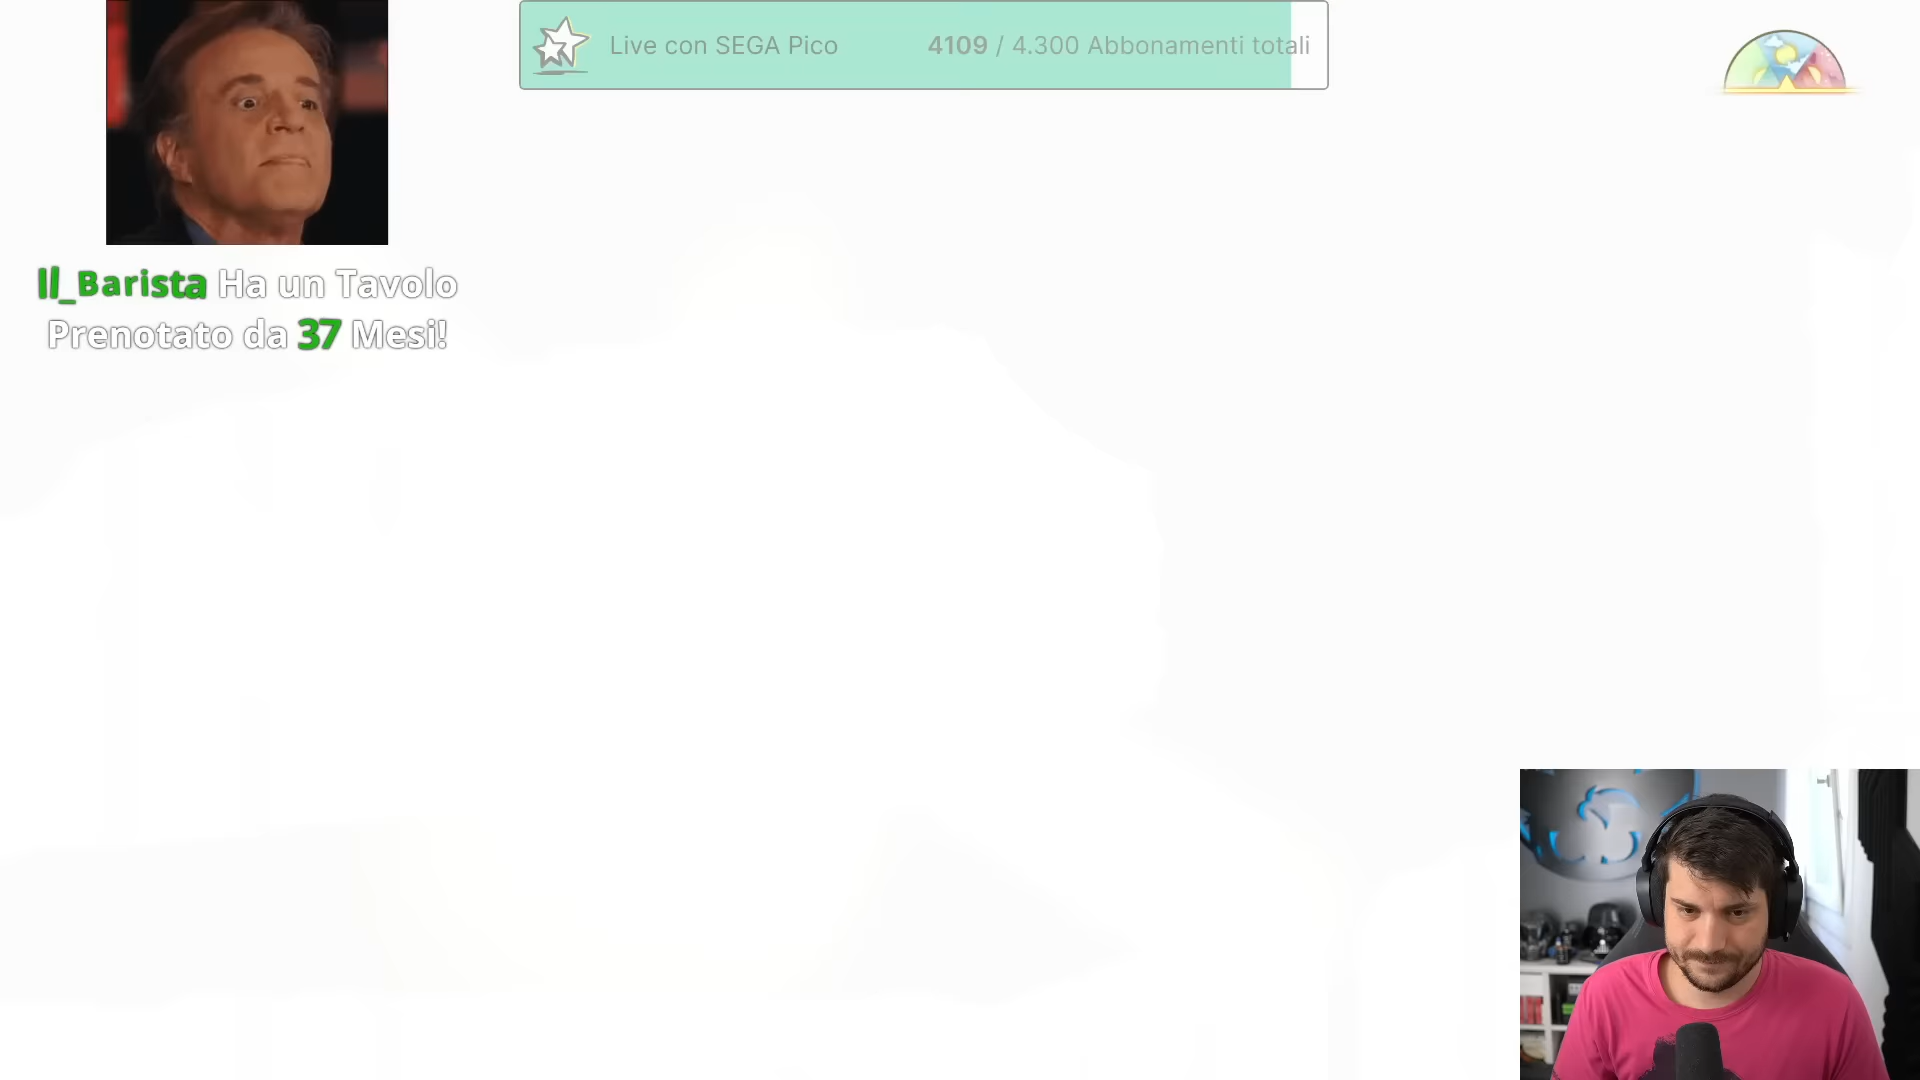 Live con SEGA Pico
4109 / 4.300 Abbonamenti totali
Il_Barista Ha un Tavolo
Prenotato da 37 Mesi!